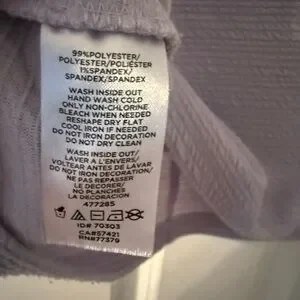 99%POLYESTER/
POLYESTER/POLIÉSTER
1%SPANDEX/
SPANDEX/SPANDEX
WASH INSIDE OUT
HAND WASH COLD
ONLY NON-CHLORINE
BLEACH WHEN NEEDED
RESHAPE DRY FLAT
COOL IRON IF NEEDED
DO NOT IRON DECORATION
DO NOT DRY CLEAN
WASH INSIDE OUT/
LAVER A L'ENVERS/
VOLTEAR ANTES DE LAVAR
DO NOT IRON DECORATION/
NE PAS REPASSER
LE DECORER/
NO PLANCHES
LA DECORACION
477285
ID# 70303
CA#57421
RN#77379